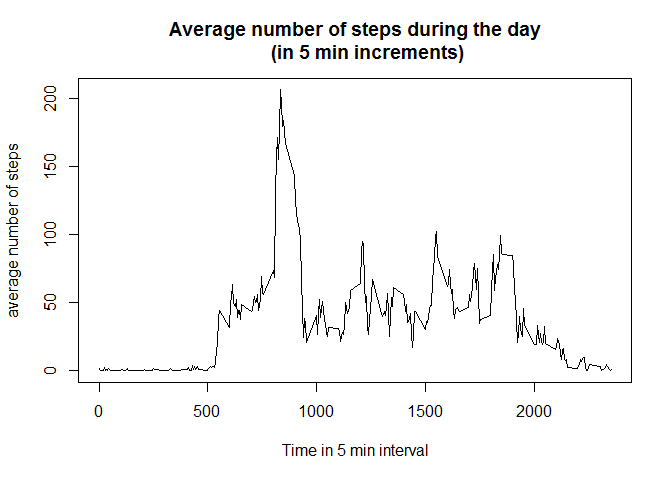 Average number of steps during the day
(in 5 min increments)
average number of steps
200
150
100
50
0
0 500 1000 1500 2000
Time in 5 min interval